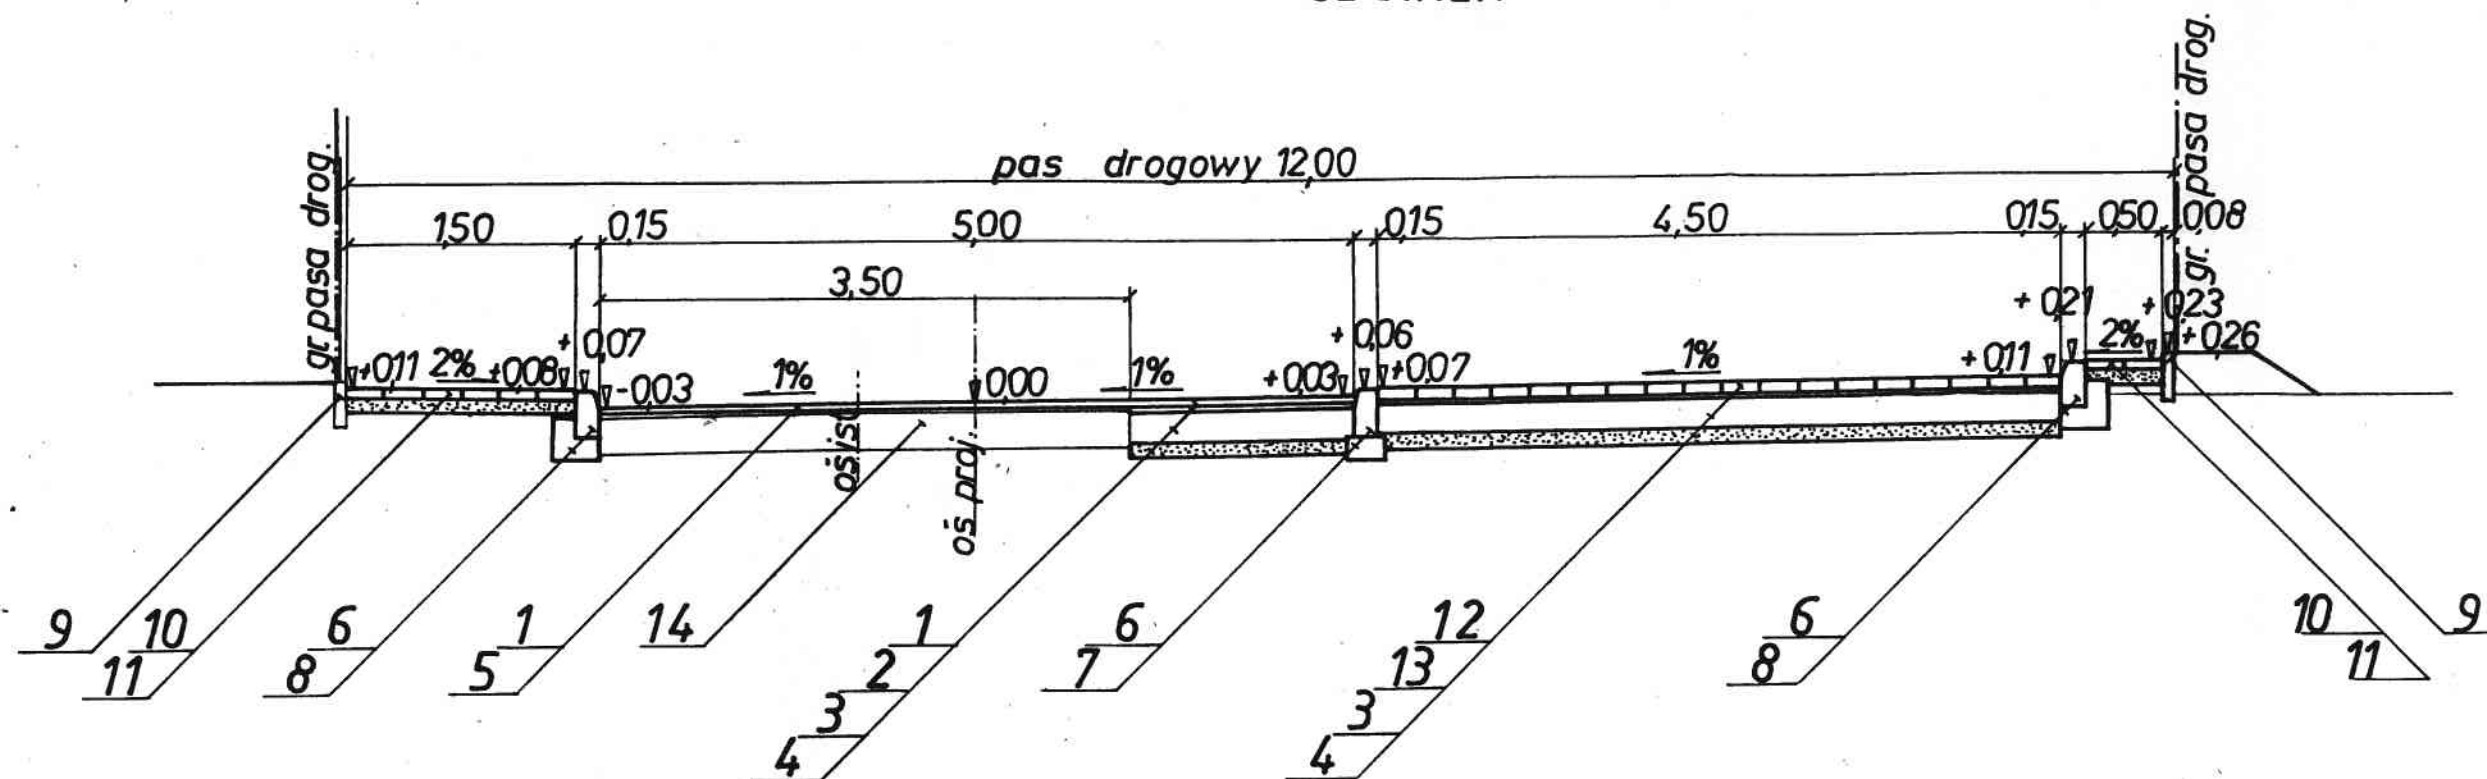 pas drogowy 12,00
gr. pasa drog.
gr. pasa drog.
1,50 0,15 5,00 0,15 4,50 0,15 0,50 0,08
3,50
+0,11 2% +0,08 +0,07 -0,03 1% 0,00 1% +0,03 +0,06 +0,07 1% +0,11 +0,21 2% +0,23 +0,26
oś proj.
9 10 6 1 14 1 6 12 6 10 9
11 8 5 2 7 13 8 11
3 3
4 4